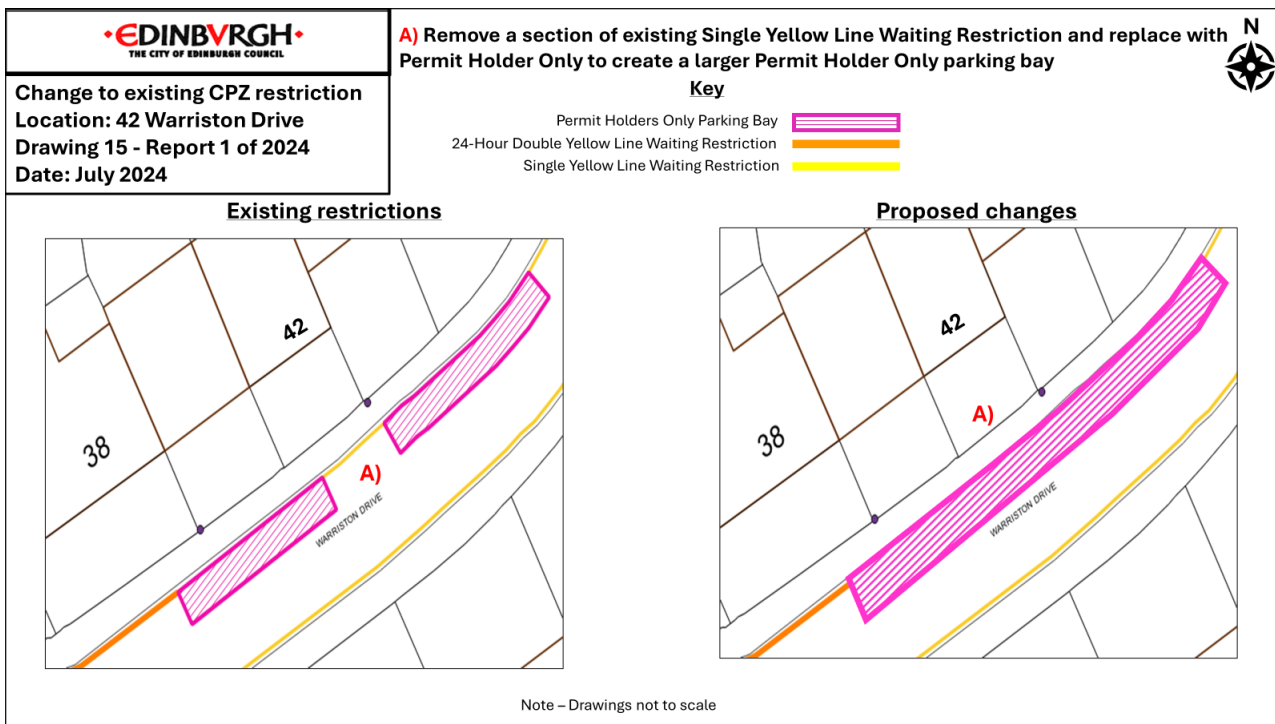 EDINBVRGH
THE CITY OF EDINBURGH COUNCIL
Change to existing CPZ restriction
Location: 42 Warriston Drive
Drawing 15 - Report 1 of 2024
Date: July 2024
A) Remove a section of existing Single Yellow Line Waiting Restriction and replace with
Permit Holder Only to create a larger Permit Holder Only parking bay
N
Key
Permit Holders Only Parking Bay
24-Hour Double Yellow Line Waiting Restriction
Single Yellow Line Waiting Restriction
Existing restrictions
42
38
A)
WARRISTON DRIVE
Proposed changes
42
A)
38
WARRISTON DRIVE
Note – Drawings not to scale